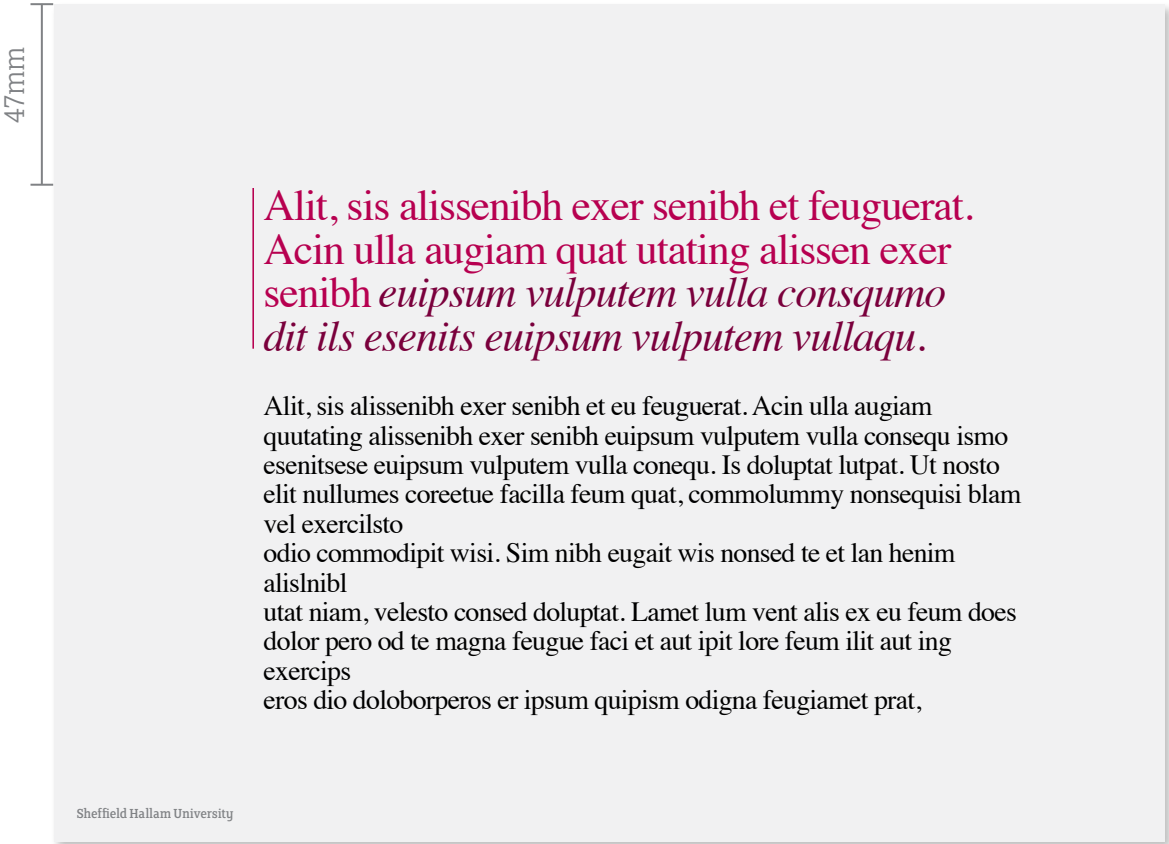 47mm
Alit, sis alissenibh exer senibh et feuguerat.
Acin ulla augiam quat utating alissen exer
senibh euipsum vulputem vulla consqumo
dit ils esenits euipsum vulputem vullaqu.
Alit, sis alissenibh exer senibh et eu feuguerat. Acin ulla augiam
quutating alissenibh exer senibh euipsum vulputem vulla consequ ismo
esenitsese euipsum vulputem vulla conequ. Is doluptat lutpat. Ut nosto
elit nullumes coreetue facilla feum quat, commolummy nonsequisi blam
vel exercilsto
odio commodipit wisi. Sim nibh eugait wis nonsed te et lan henim
alislnibl
utat niam, velesto consed doluptat. Lamet lum vent alis ex eu feum does
dolor pero od te magna feugue faci et aut ipit lore feum ilit aut ing
exercips
eros dio doloborperos er ipsum quipism odigna feugiamet prat,
Sheffield Hallam University